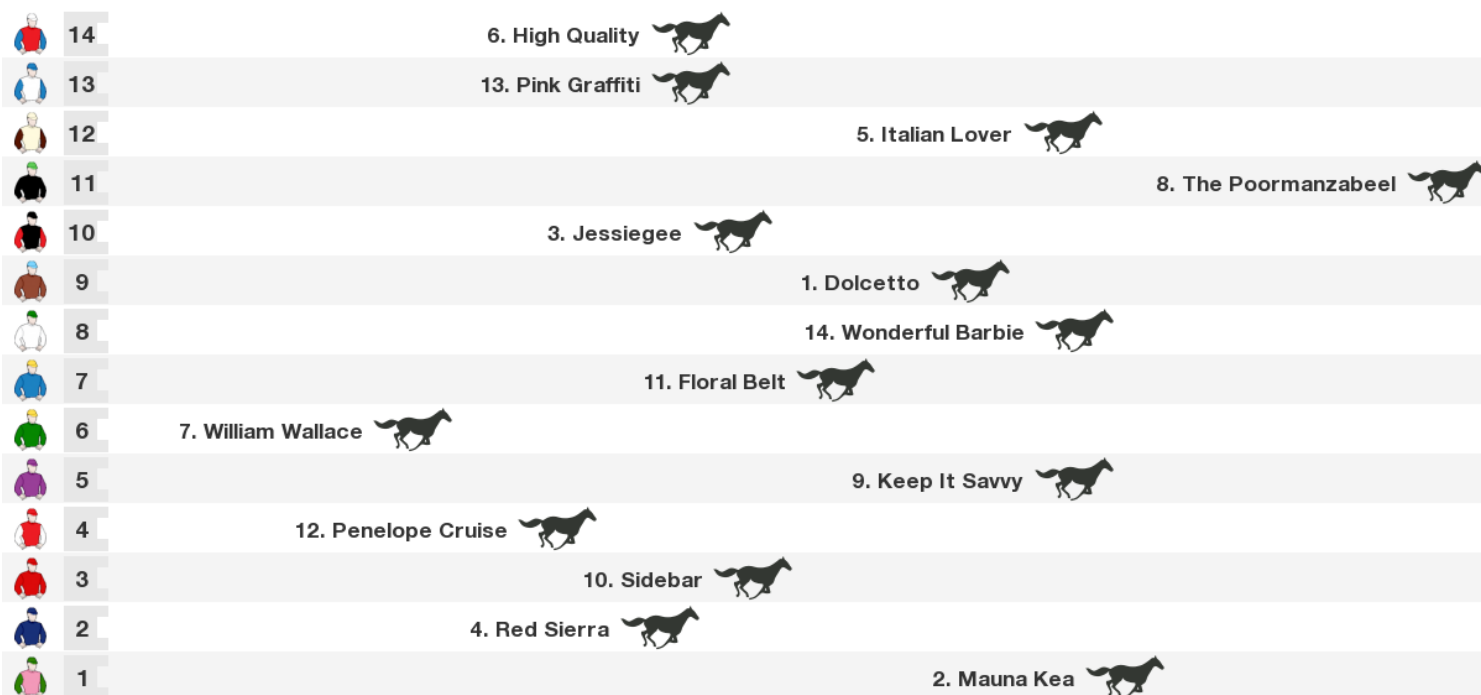 14 6. High Quality
13 13. Pink Graffiti
12 5. Italian Lover
11 8. The Poormanzabeel
10 3. Jessiegee
9 1. Dolcetto
8 14. Wonderful Barbie
7 11. Floral Belt
6 7. William Wallace
5 9. Keep It Savvy
4 12. Penelope Cruise
3 10. Sidebar
2 4. Red Sierra
1 2. Mauna Kea